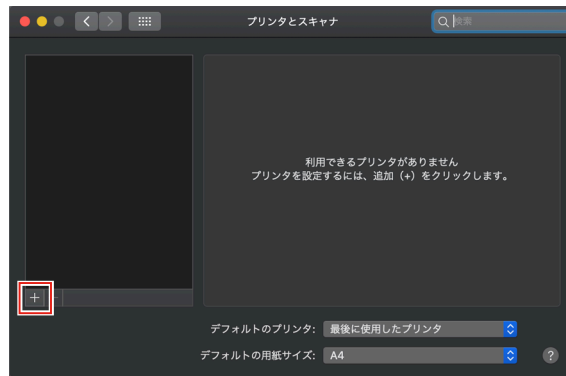 プリンタとスキャナ
検索
利用できるプリンタがありません
プリンタを設定するには、追加（+）をクリックします。
デフォルトのプリンタ: 最後に使用したプリンタ
デフォルトの用紙サイズ: A4